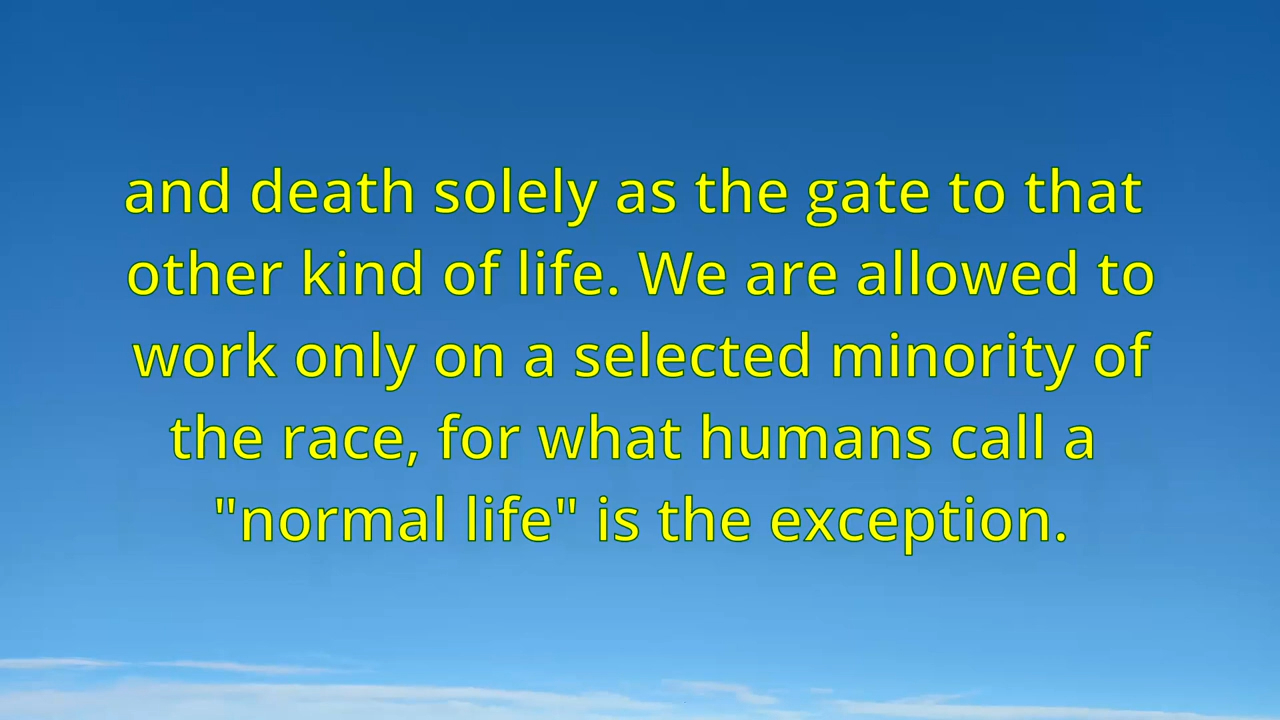 and death solely as the gate to that
other kind of life. We are allowed to
work only on a selected minority of
the race, for what humans call a
"normal life" is the exception.